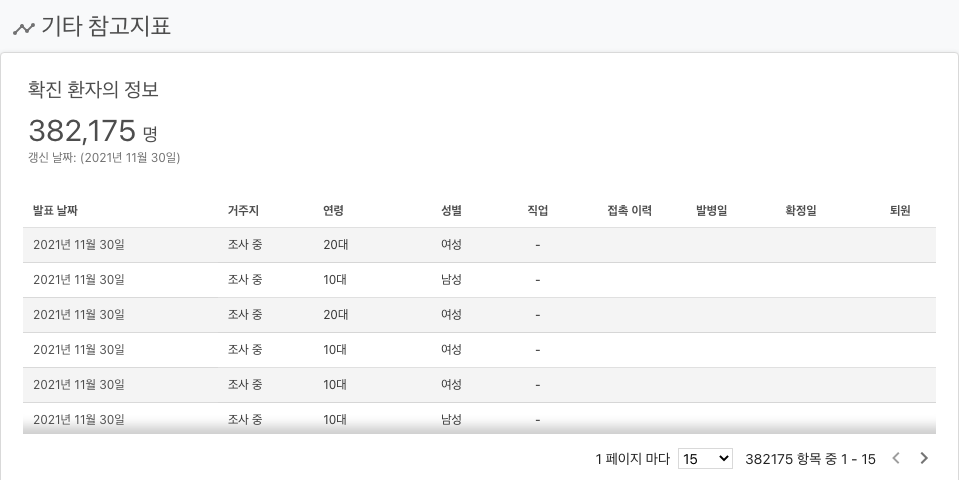 기타 참고지표
확진 환자의 정보
382,175 명
갱신 날짜: (2021년 11월 30일)
발표 날짜 거주지 연령 성별 직업 접촉 이력 발병일 확정일 퇴원
2021년 11월 30일 조사 중 20대 여성 -
2021년 11월 30일 조사 중 10대 남성 -
2021년 11월 30일 조사 중 20대 여성 -
2021년 11월 30일 조사 중 10대 여성 -
2021년 11월 30일 조사 중 10대 여성 -
2021년 11월 30일 조사 중 10대 남성 -
1 페이지 마다 15 382175 항목 중 1 - 15